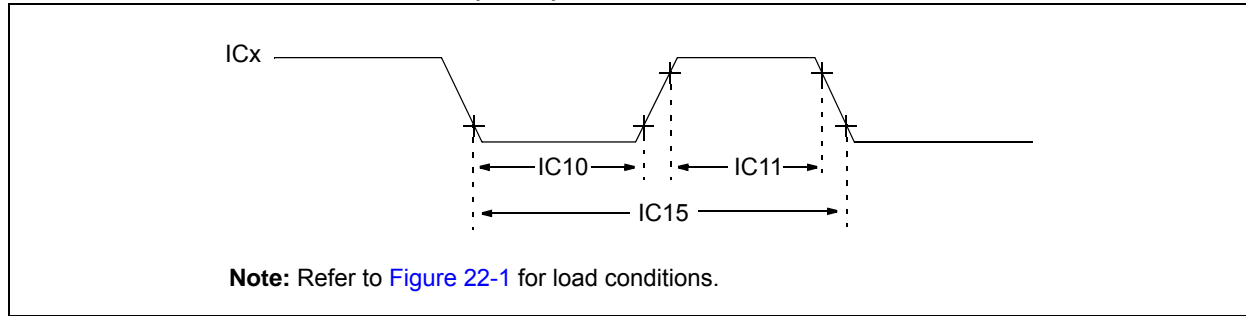 ICx
IC10
IC11
IC15
Note: Refer to Figure 22-1 for load conditions.